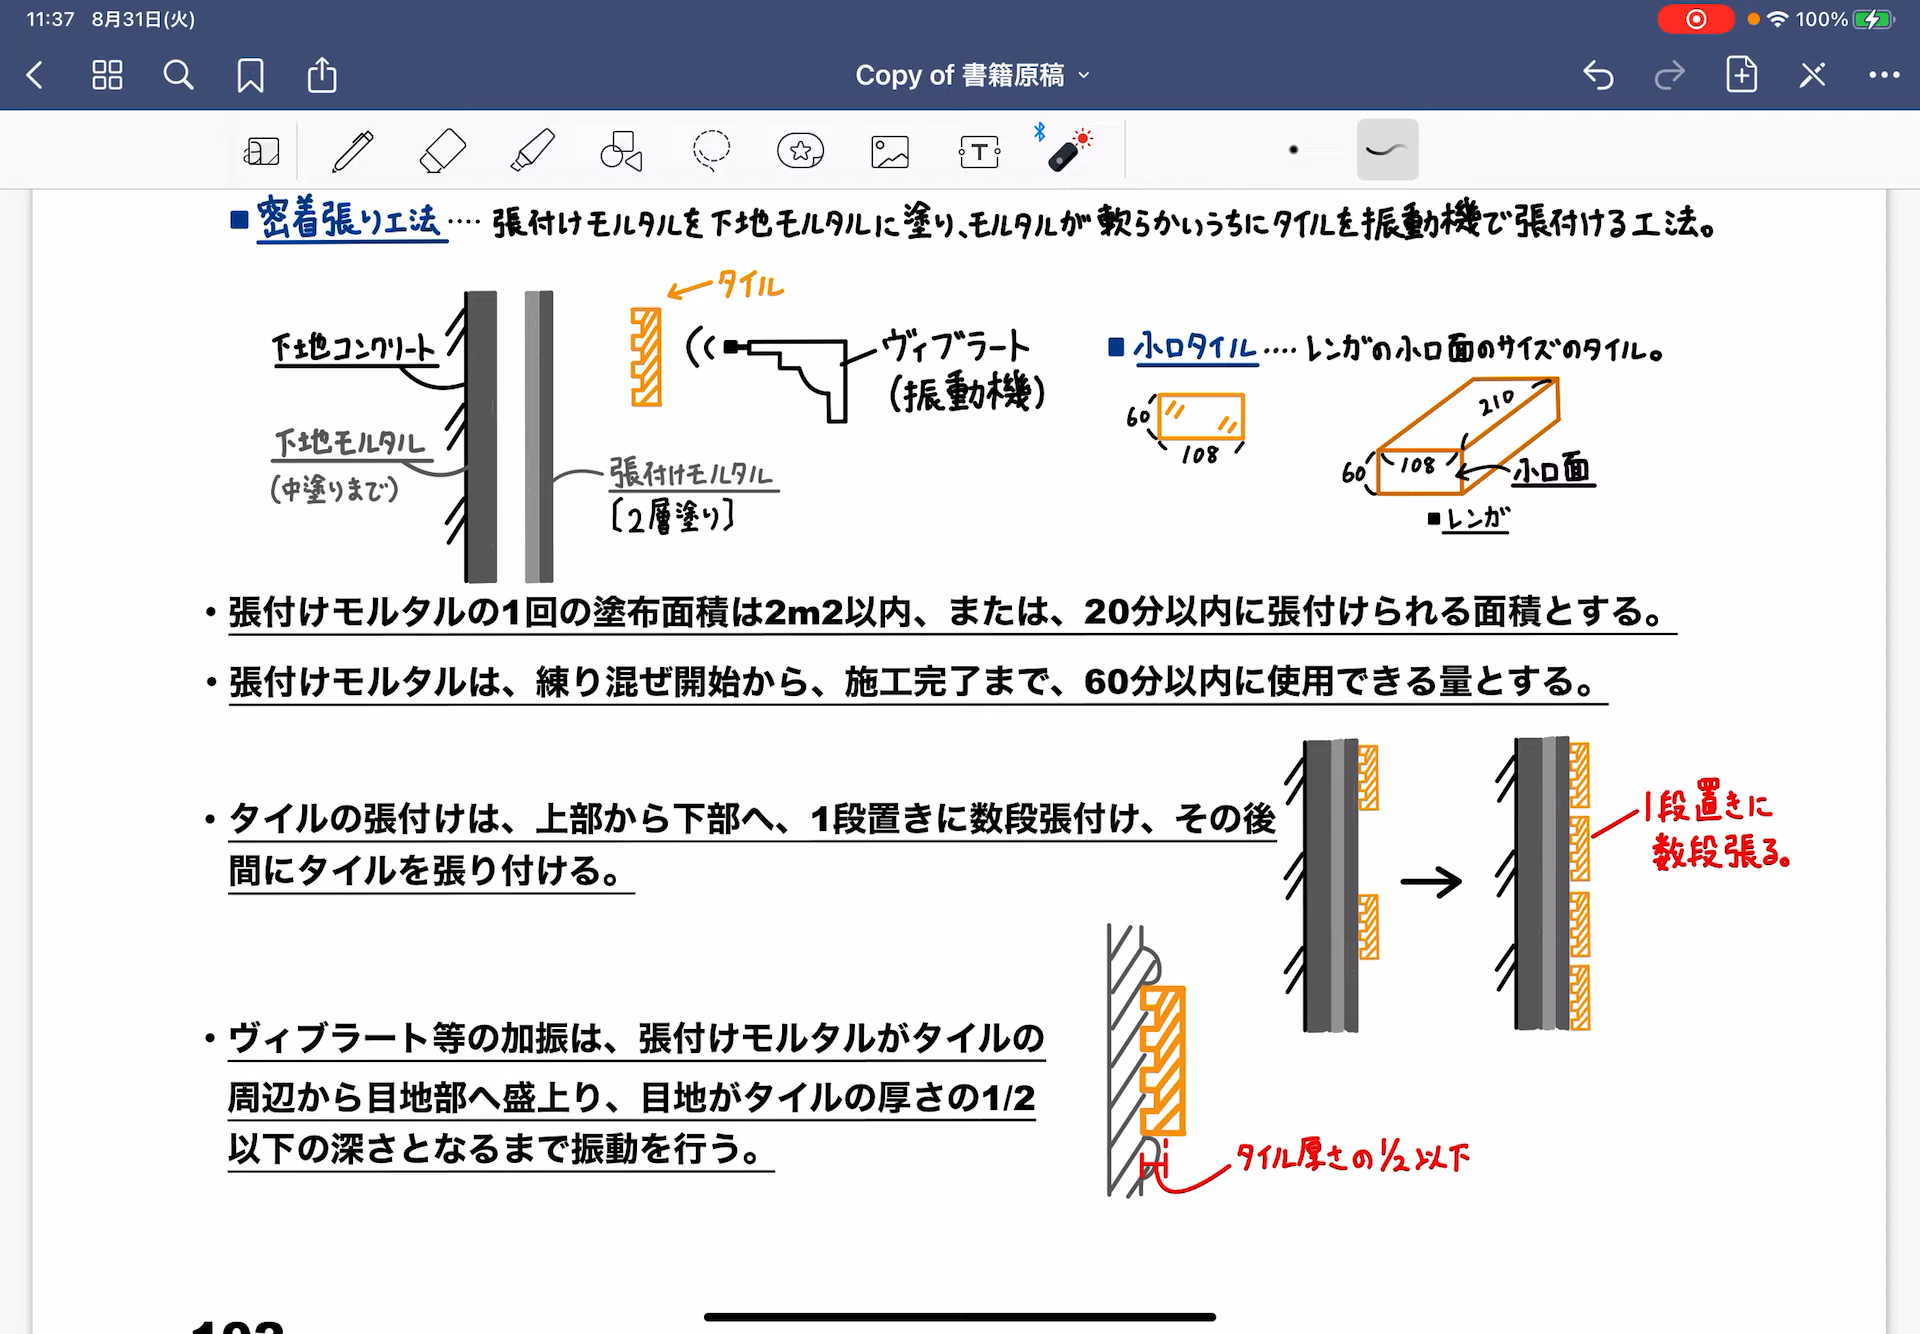 11:37 8月31日(火)
100%
Copy of 書籍原稿
■密着張り工法‥‥張付けモルタルを下地モルタルに塗り、モルタルが軟らかいうちにタイルを振動機で張付ける工法。
タイル
下地コンクリート
ヴィブラート
(振動機)
下地モルタル
(中塗りまで)
張付けモルタル
[2層塗り]
■小口タイル‥‥レンガの小口面のサイズのタイル。
60
108
210
60
108
小口面
■レンガ
・張付けモルタルの1回の塗布面積は2m2以内、または、20分以内に張付けられる面積とする。
・張付けモルタルは、練り混ぜ開始から、施工完了まで、60分以内に使用できる量とする。
・タイルの張付けは、上部から下部へ、1段置きに数段張付け、その後
間にタイルを張り付ける。
1段置きに
数段張る。
・ヴィブラート等の加振は、張付けモルタルがタイルの
周辺から目地部へ盛上り、目地がタイルの厚さの1/2
以下の深さとなるまで振動を行う。
タイル厚さの1/2以下